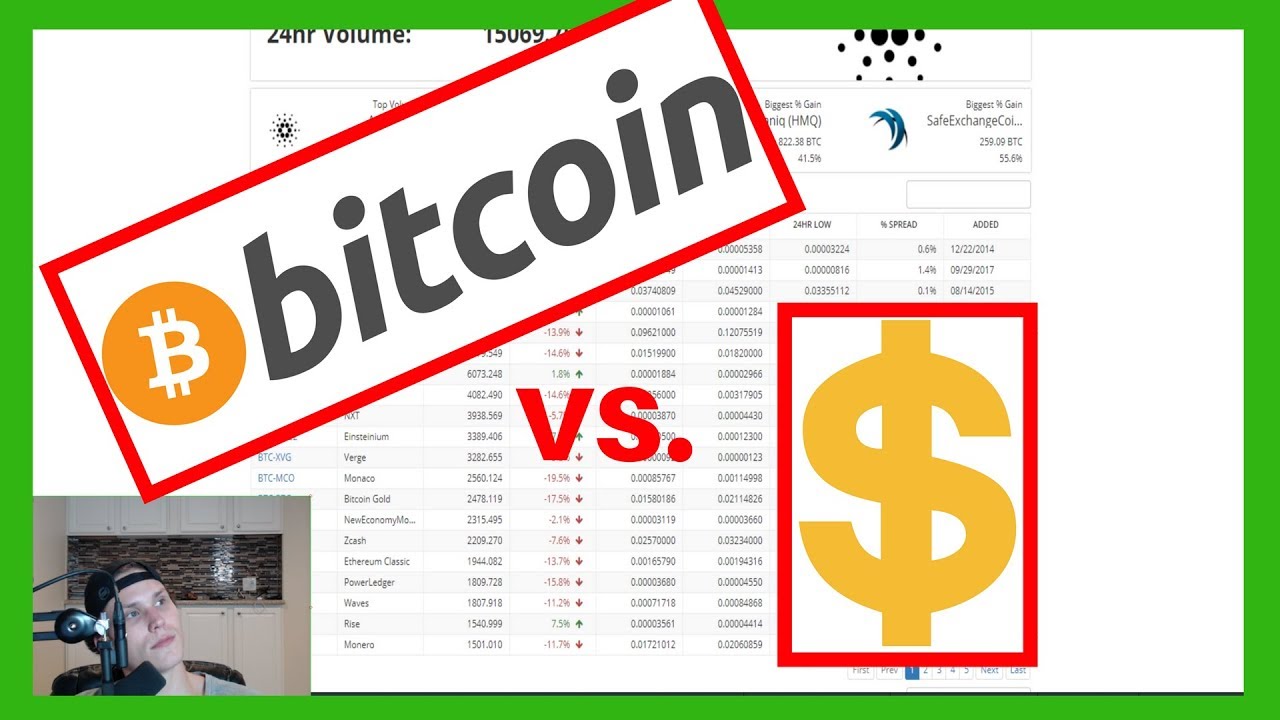 24hr Volume: 15069.7
bitcoin
Top Vol
Biggest % Gain
niq (HMQ)
822.38 BTC
41.5%
Biggest % Gain
SafeExchangeCoi...
259.09 BTC
55.6%
24HR LOW % SPREAD ADDED
0.00005358 0.00003224 0.6% 12/22/2014
0.00001413 0.00000816 1.4% 09/29/2017
0.03740809 0.04529000 0.03355112 0.1% 08/14/2015
0.00001061 0.00001284
-13.9% 0.09621000 0.12075519
.549 -14.6% 0.01519900 0.01820000
6073.248 1.8% 0.00001884 0.00002966
4082.490 -14.6% 56000 0.00317905
NXT 3938.569 -5.7 00003870 0.00004430
Einsteinium 3389.406 500 0.00012300
BTC-XVG Verge 3282.655 0.00000123
BTC-MCO Monaco 2560.124 -19.5% 0.00085767 0.00114998
Bitcoin Gold 2478.119 -17.5% 0.01580186 0.02114826
NewEconomyMo... 2315.495 -2.1% 0.00003119 0.00003660
Zcash 2209.270 -7.6% 0.02570000 0.03234000
Ethereum Classic 1944.082 -13.7% 0.00165790 0.00194316
PowerLedger 1809.728 -15.8% 0.00003680 0.00004550
Waves 1807.918 -11.2% 0.00071718 0.00084868
Rise 1540.999 7.5% 0.00003561 0.00004414
Monero 1501.010 -11.7% 0.01721012 0.02060859
vs.
$
First Prev 1 2 3 4 5 Next Last